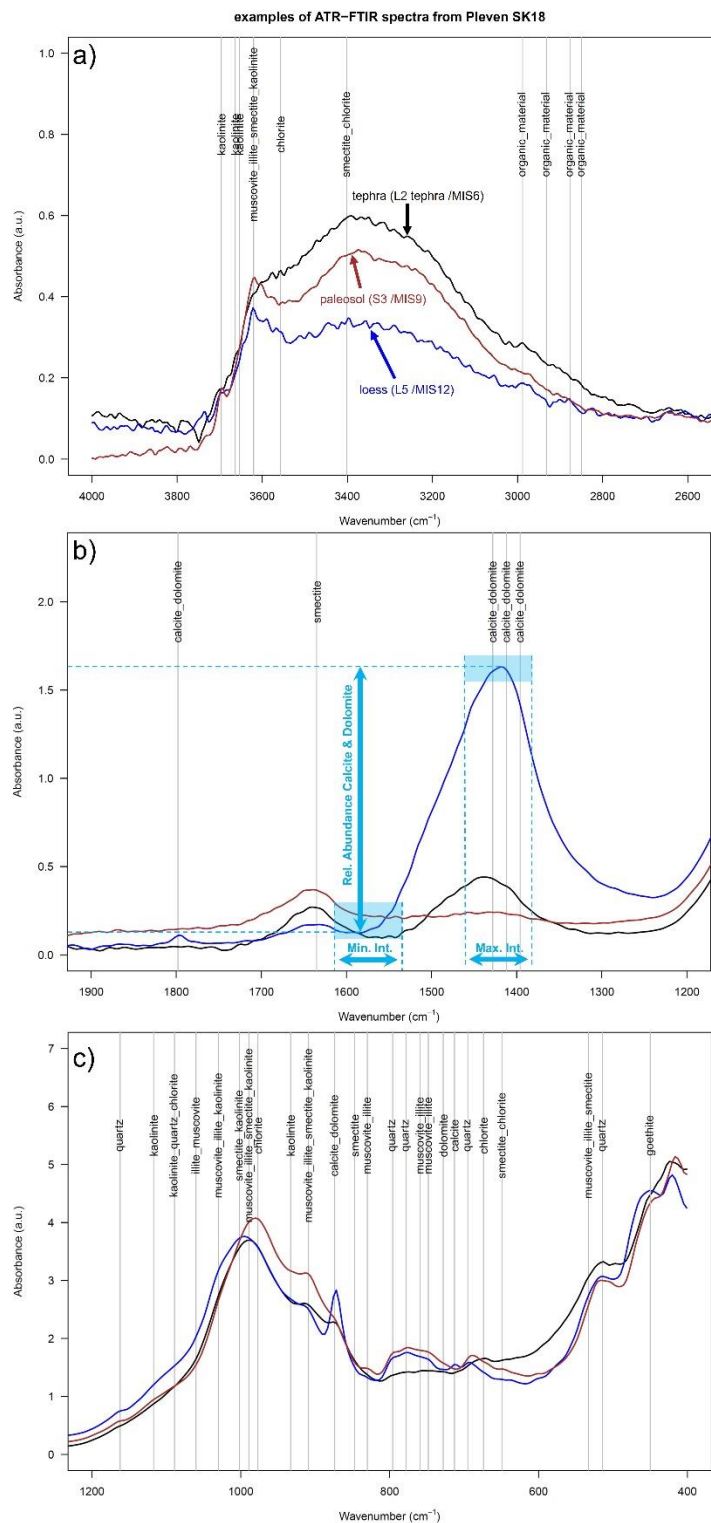 examples of ATR−FTIR spectra from Pleven SK18
a)
1.0
0.8
0.6
0.4
0.2
0.0
Absorbance (a.u.)
kaolinite
kaolinite
kaolinite
muscovite_illite_smectite_kaolinite
chlorite
smectite_chlorite
organic_material
organic_material
organic_material
organic_material
tephra (L2 tephra /MIS6)
paleosol (S3 /MIS9)
loess (L5 /MIS12)
4000 3800 3600 3400 3200 3000 2800 2600
Wavenumber (cm−1)
b)
2.0
1.5
1.0
0.5
0.0
Absorbance (a.u.)
calcite_dolomite
smectite
calcite_dolomite
calcite_dolomite
calcite_dolomite
Rel. Abundance Calcite & Dolomite
Min. Int.
Max. Int.
1900 1800 1700 1600 1500 1400 1300 1200
Wavenumber (cm−1)
c)
7
6
5
4
3
2
1
0
Absorbance (a.u.)
quartz
kaolinite
kaolinite_quartz_chlorite
illite_muscovite
muscovite_illite_kaolinite
smectite_kaolinite
muscovite_illite_smectite_kaolinite
chlorite
kaolinite
muscovite_illite_smectite_kaolinite
calcite_dolomite
smectite
muscovite_illite
quartz
quartz
muscovite_illite
muscovite_illite
dolomite
calcite
quartz
chlorite
smectite_chlorite
muscovite_illite_smectite
quartz
goethite
1200 1000 800 600 400
Wavenumber (cm−1)